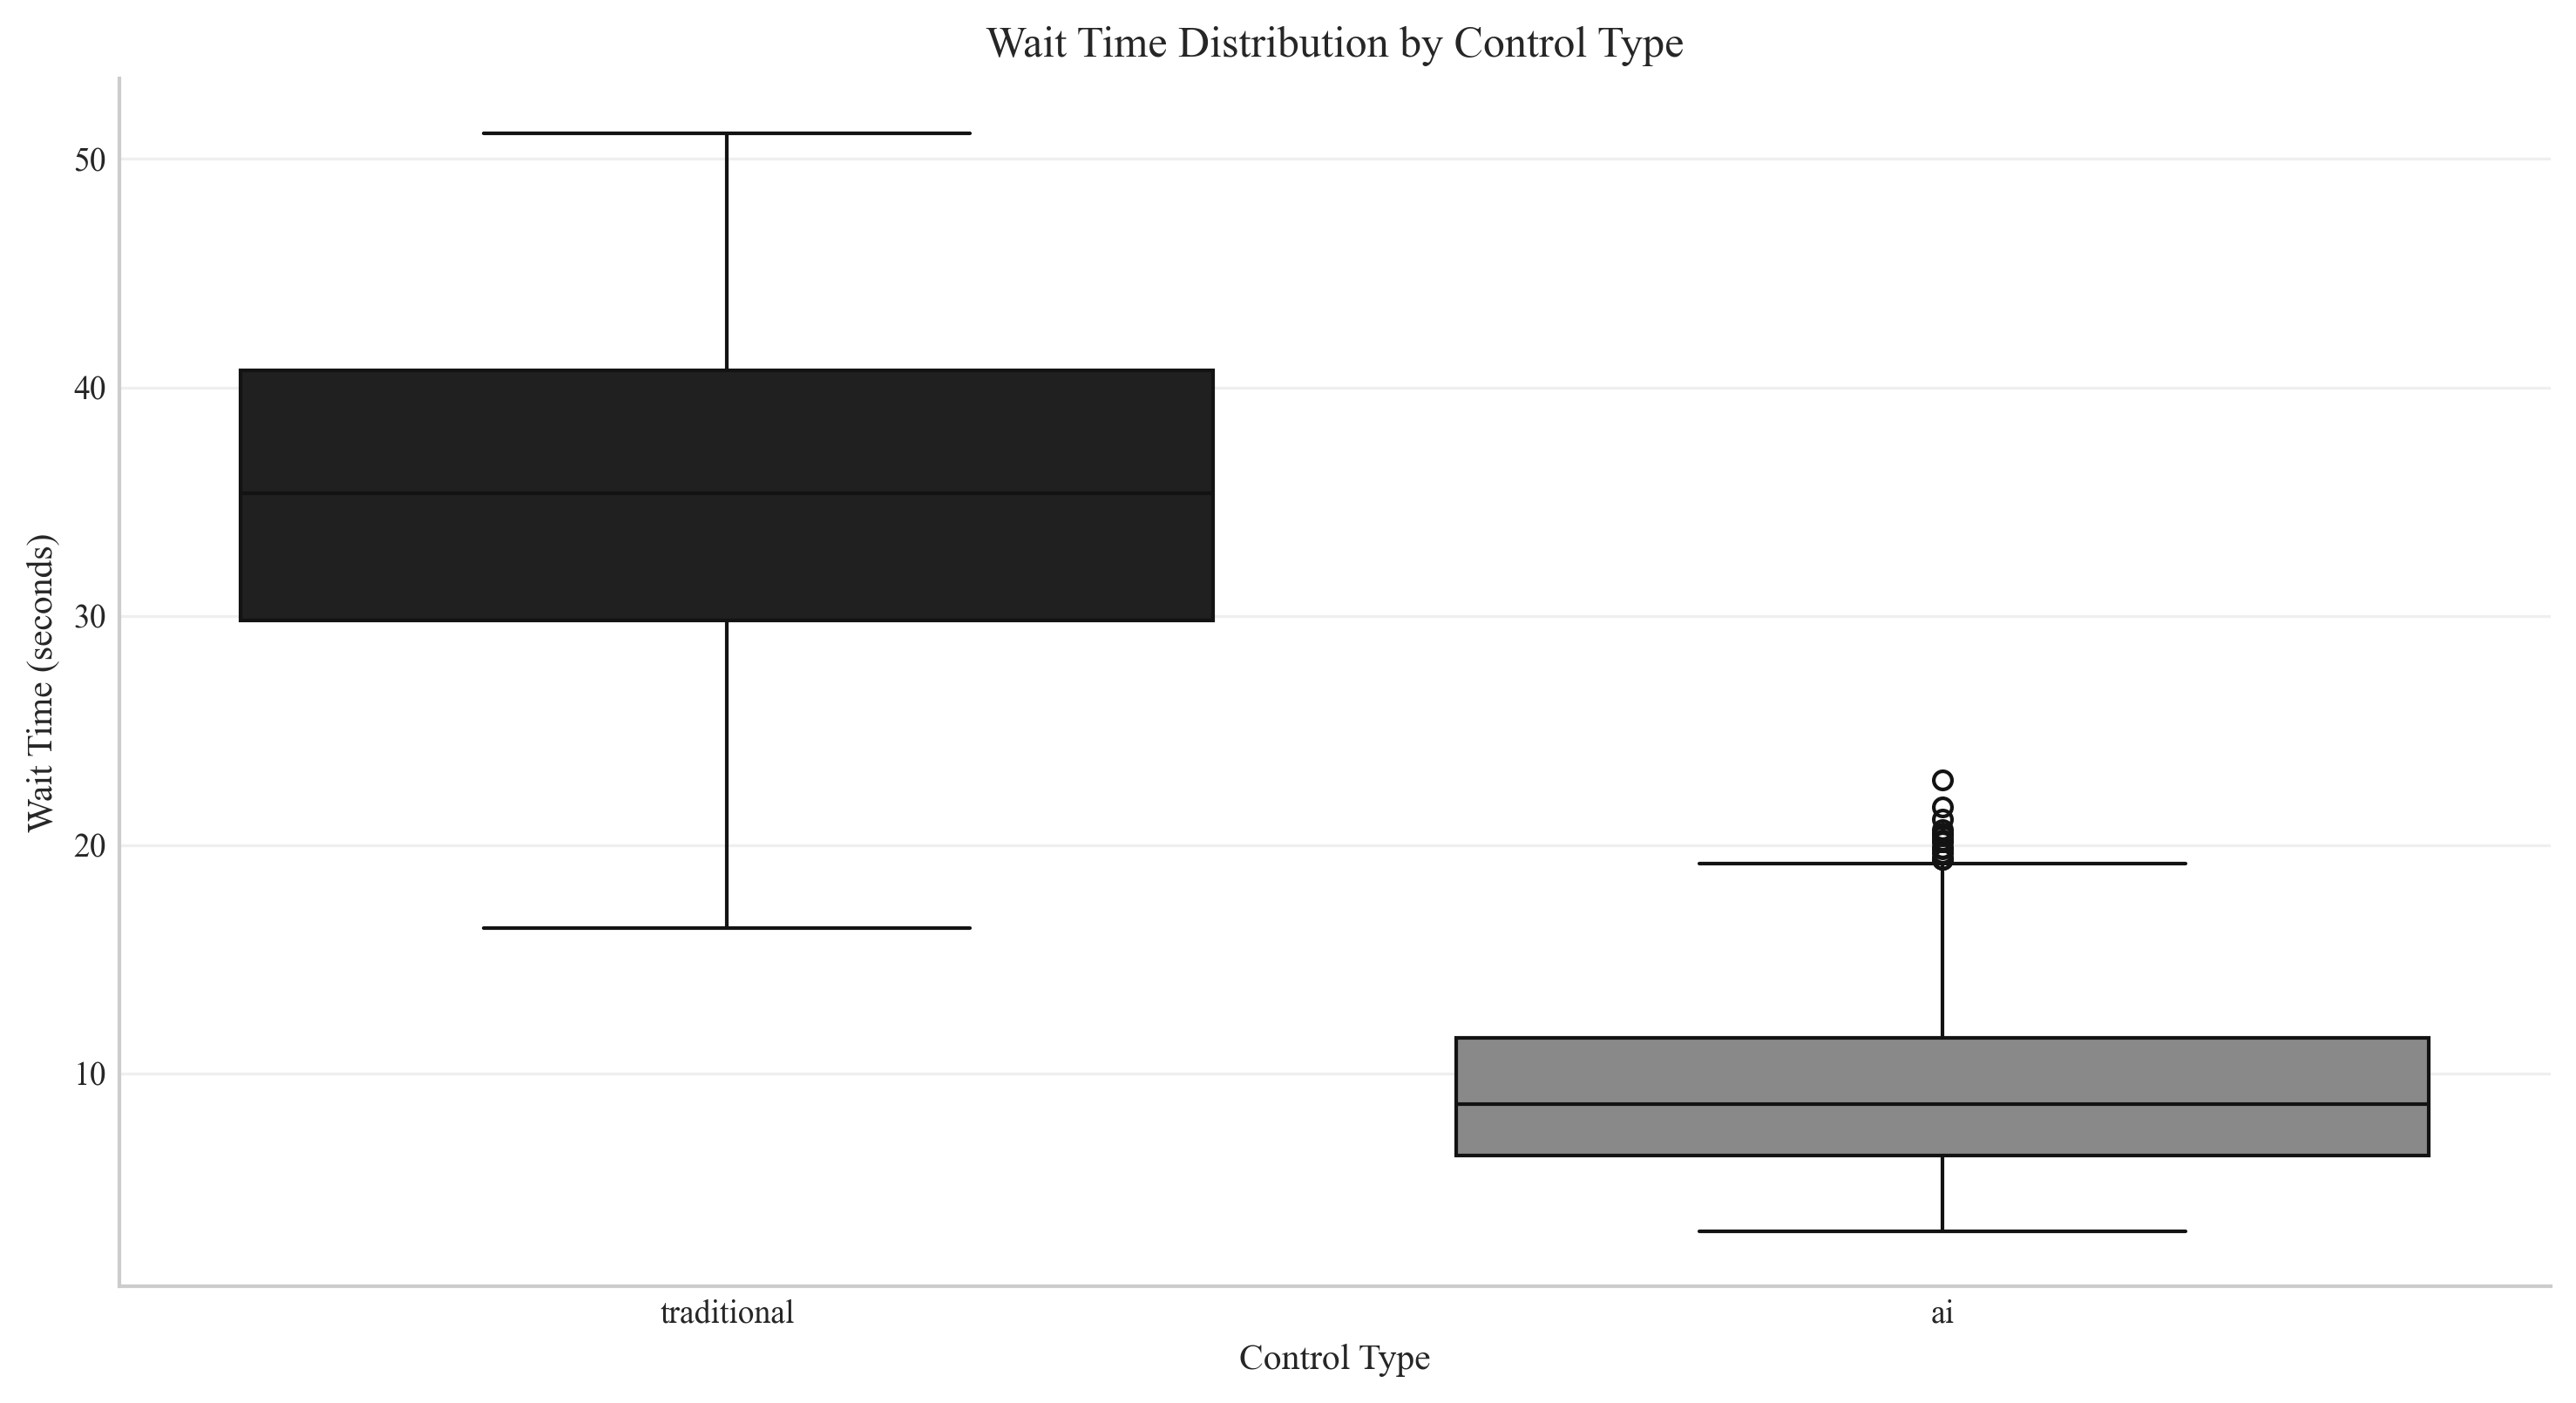 Wait Time Distribution by Control Type
Wait Time (seconds)
50
40
30
20
10
traditional
ai
Control Type